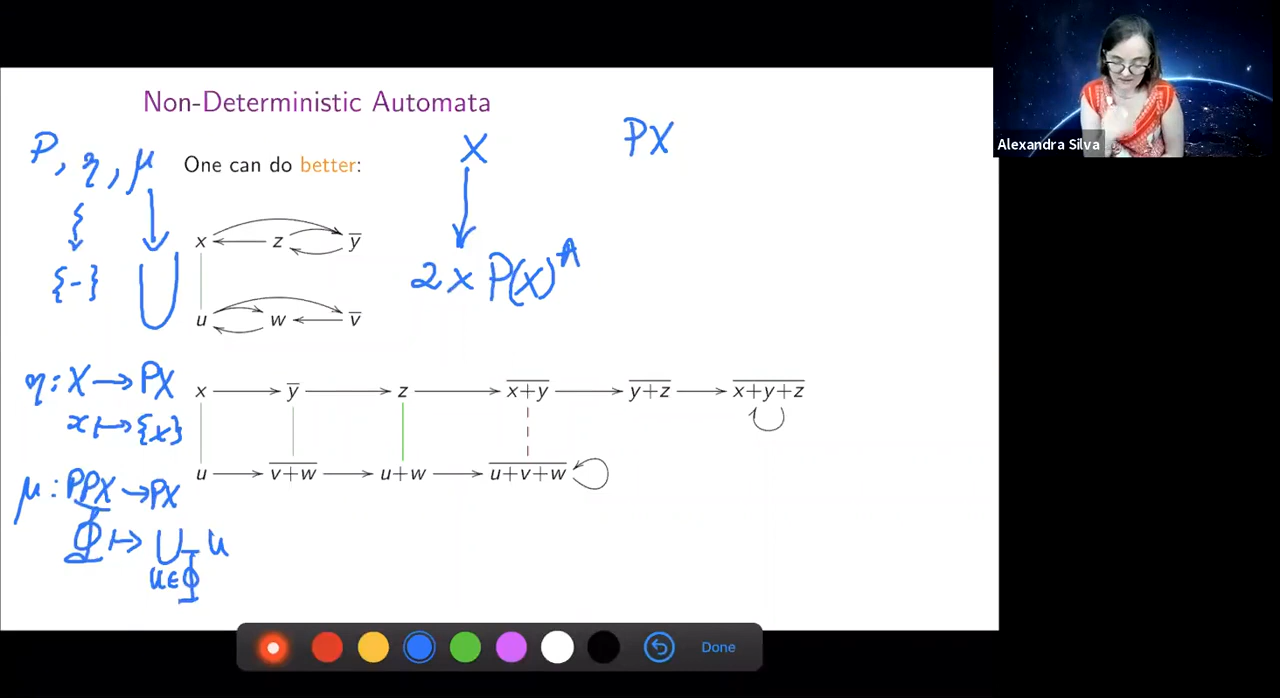 Alexandra Silva
Non-Deterministic Automata
P, η, μ
{-} ⋃
One can do better:
x z y̅
u w v̅
X
2 x P(X)^A
PX
η: X → PX
x ↦ {x}
μ: PPX → PX
Φ ↦ ⋃_{u∈Φ} u
x → y̅ → z → x̅+̅y̅ → y̅+̅z̅ → x̅+̅y̅+̅z̅
u → v̅+̅w̅ → u+w → u̅+̅v̅+̅w̅
Done